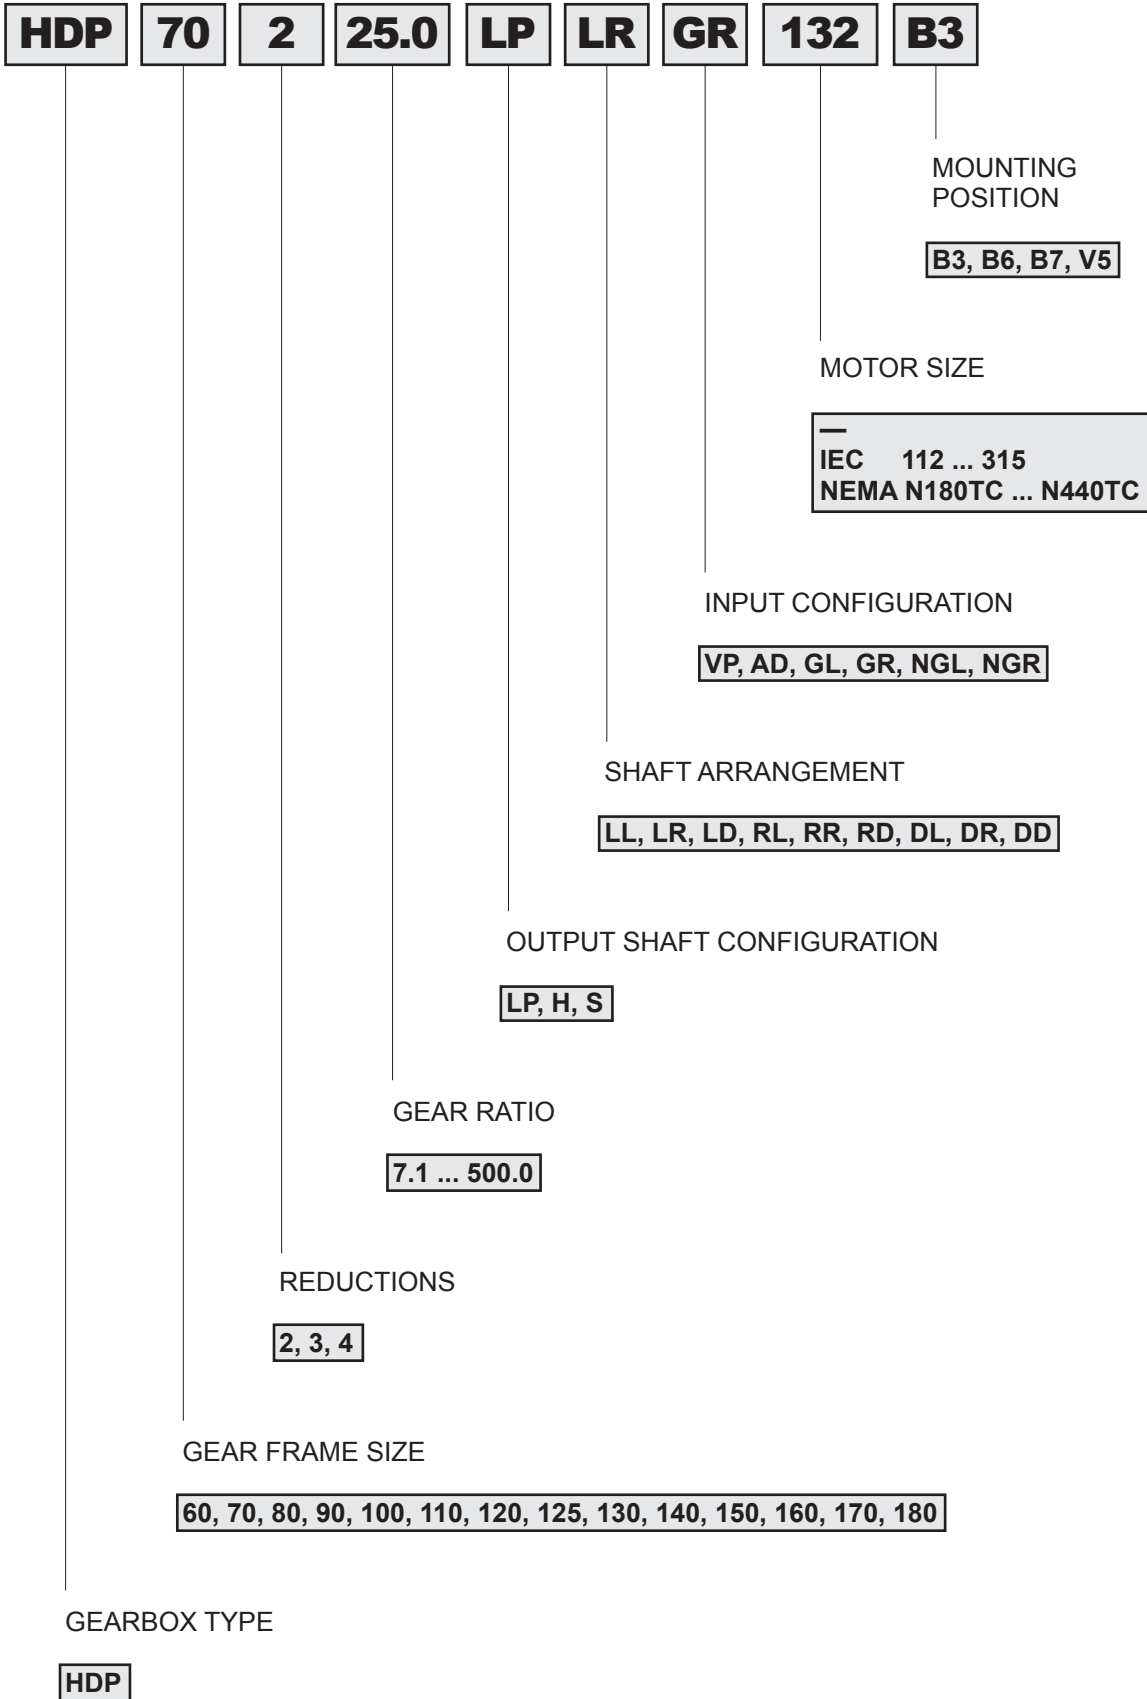 HDP 70 2 25.0 LP LR GR 132 B3
MOUNTING
POSITION
B3, B6, B7, V5
MOTOR SIZE
—
IEC 112 ... 315
NEMA N180TC ... N440TC
INPUT CONFIGURATION
VP, AD, GL, GR, NGL, NGR
SHAFT ARRANGEMENT
LL, LR, LD, RL, RR, RD, DL, DR, DD
OUTPUT SHAFT CONFIGURATION
LP, H, S
GEAR RATIO
7.1 ... 500.0
REDUCTIONS
2, 3, 4
GEAR FRAME SIZE
60, 70, 80, 90, 100, 110, 120, 125, 130, 140, 150, 160, 170, 180
GEARBOX TYPE
HDP